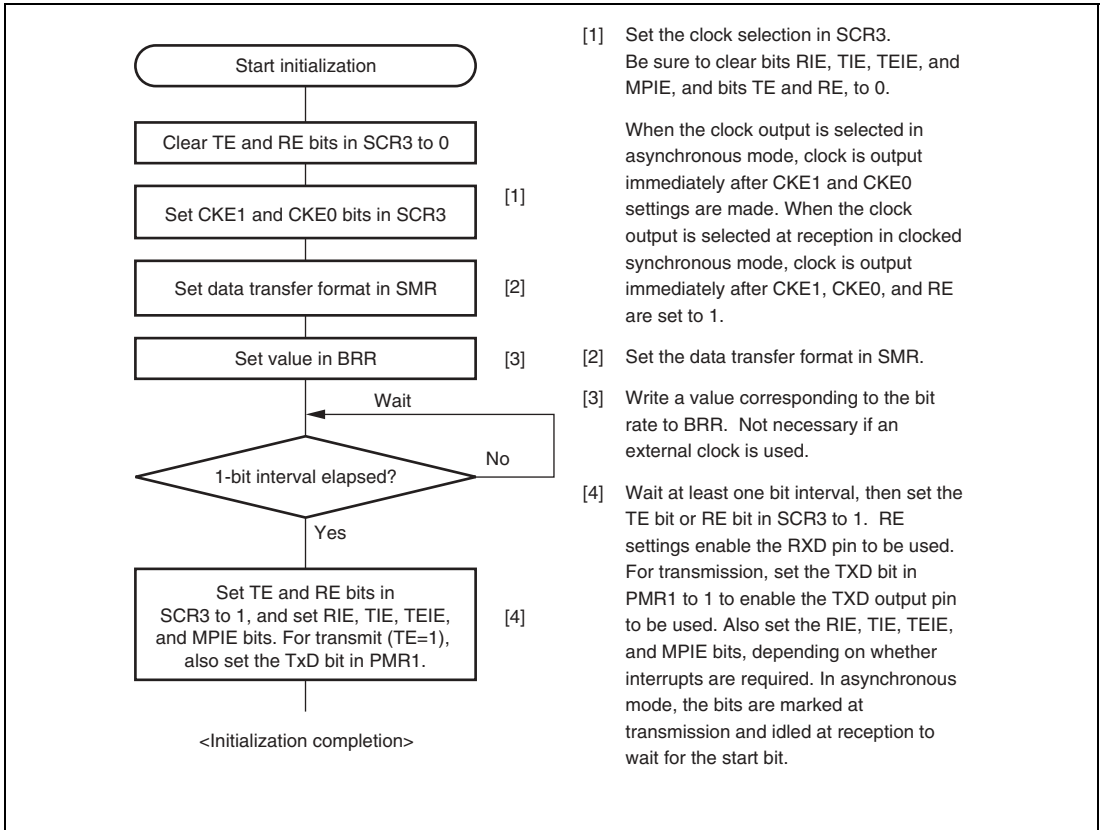 Start initialization
Clear TE and RE bits in SCR3 to 0
Set CKE1 and CKE0 bits in SCR3
[1]
Set data transfer format in SMR
[2]
Set value in BRR
[3]
Wait
1-bit interval elapsed?
No
Yes
Set TE and RE bits in
SCR3 to 1, and set RIE, TIE, TEIE,
and MPIE bits. For transmit (TE=1),
also set the TxD bit in PMR1.
[4]
<Initialization completion>
[1] Set the clock selection in SCR3.
Be sure to clear bits RIE, TIE, TEIE, and
MPIE, and bits TE and RE, to 0.
When the clock output is selected in
asynchronous mode, clock is output
immediately after CKE1 and CKE0
settings are made. When the clock
output is selected at reception in clocked
synchronous mode, clock is output
immediately after CKE1, CKE0, and RE
are set to 1.
[2] Set the data transfer format in SMR.
[3] Write a value corresponding to the bit
rate to BRR. Not necessary if an
external clock is used.
[4] Wait at least one bit interval, then set the
TE bit or RE bit in SCR3 to 1. RE
settings enable the RXD pin to be used.
For transmission, set the TXD bit in
PMR1 to 1 to enable the TXD output pin
to be used. Also set the RIE, TIE, TEIE,
and MPIE bits, depending on whether
interrupts are required. In asynchronous
mode, the bits are marked at
transmission and idled at reception to
wait for the start bit.